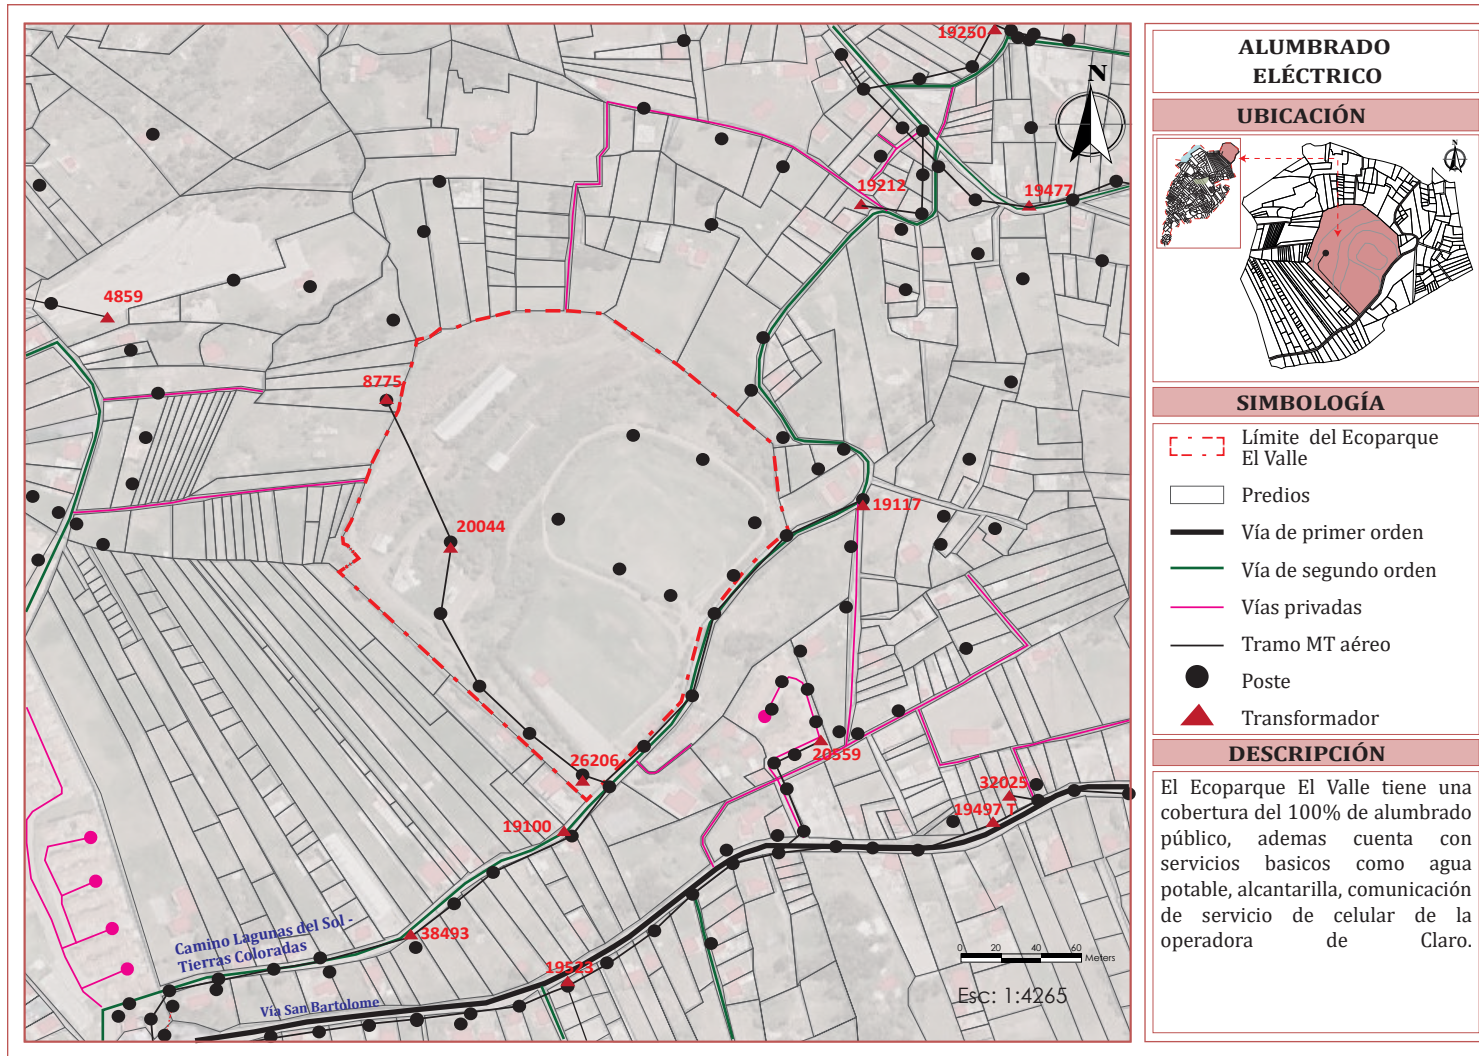 19250
N
19212
19477
4859
8775
20044
19117
26206
20559
32025
19497 T
19100
38493
19523
Camino Lagunas del Sol -
Tierras Coloradas
Vía San Bartolome
0 20 40 60
Meters
Esc: 1:4265
ALUMBRADO
ELÉCTRICO
UBICACIÓN
N
SIMBOLOGÍA
Límite del Ecoparque
El Valle
Predios
Vía de primer orden
Vía de segundo orden
Vías privadas
Tramo MT aéreo
Poste
Transformador
DESCRIPCIÓN
El Ecoparque El Valle tiene una
cobertura del 100% de alumbrado
público, ademas cuenta con
servicios basicos como agua
potable, alcantarilla, comunicación
de servicio de celular de la
operadora de Claro.